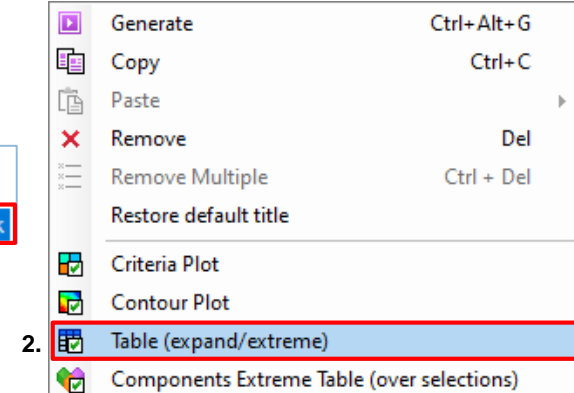 Generate Ctrl+Alt+G
Copy Ctrl+C
Paste
Remove Del
Remove Multiple Ctrl + Del
Restore default title
Criteria Plot
Contour Plot
2. Table (expand/extreme)
Components Extreme Table (over selections)